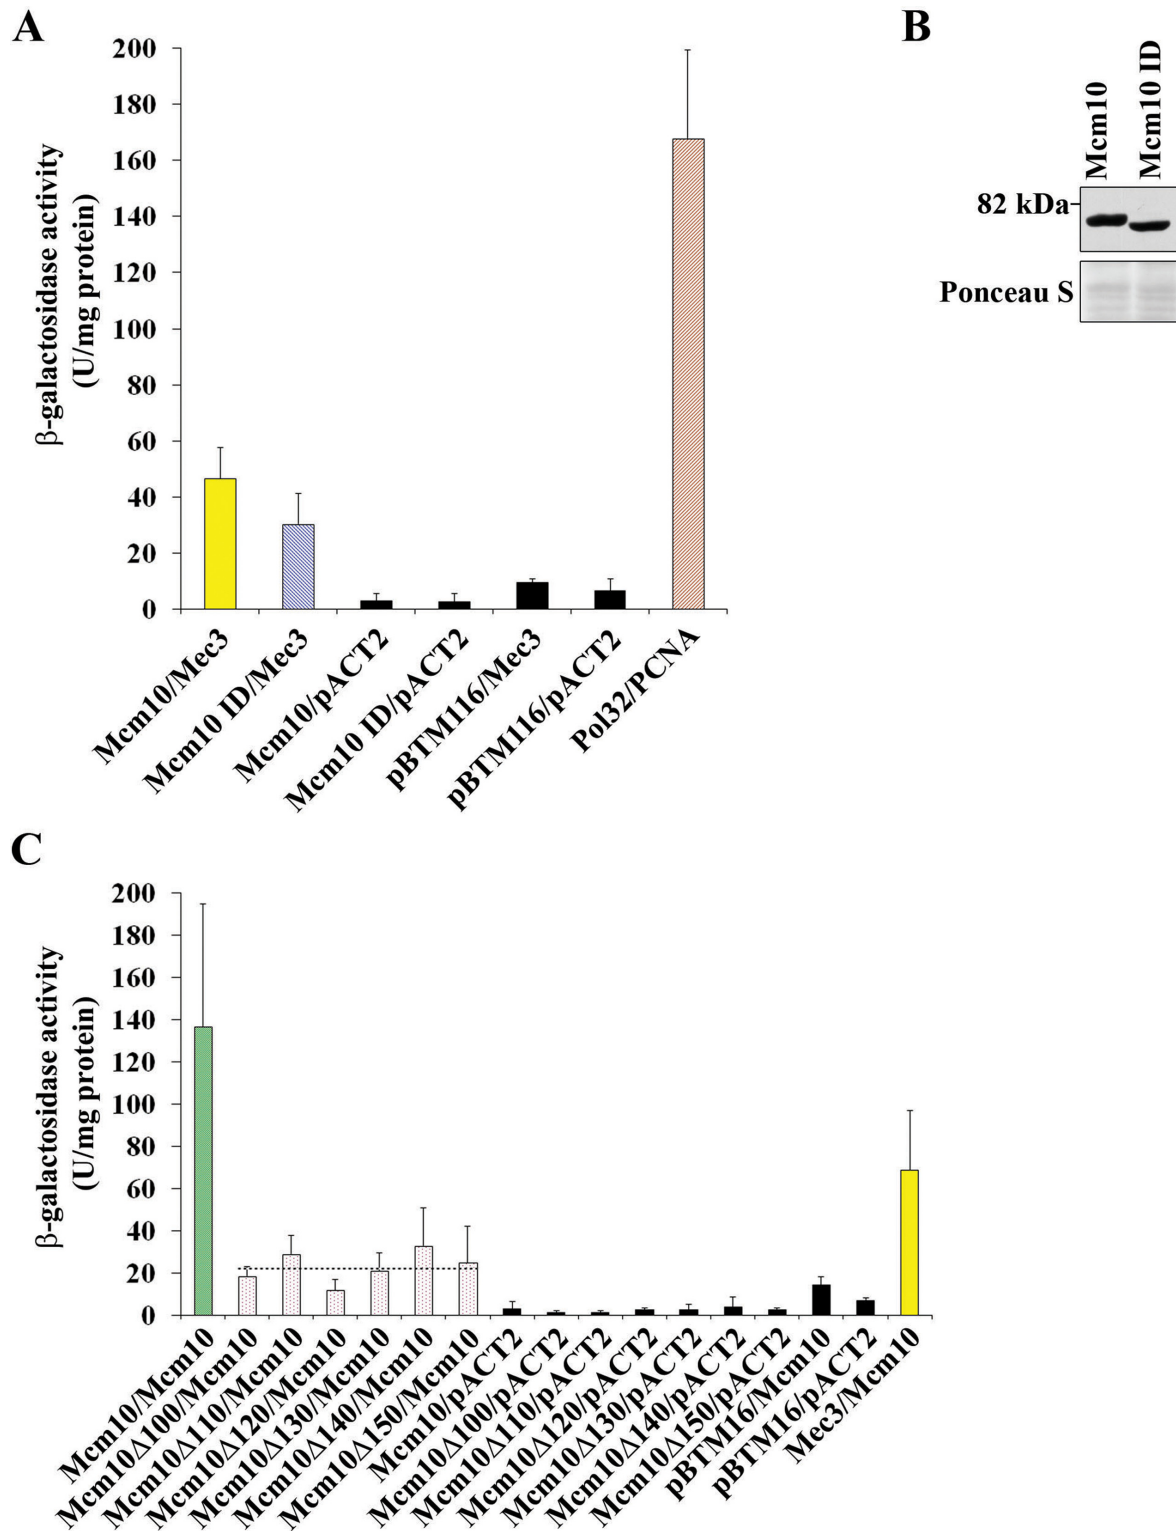 A
β-galactosidase activity
(U/mg protein)
200
180
160
140
120
100
80
60
40
20
0
Mcm10/Mec3
Mcm10 ID/Mec3
Mcm10/pACT2
Mcm10 ID/pACT2
pBTM116/Mec3
pBTM116/pACT2
Pol32/PCNA
B
Mcm10
Mcm10 ID
82 kDa
Ponceau S
C
β-galactosidase activity
(U/mg protein)
200
180
160
140
120
100
80
60
40
20
0
Mcm10/Mcm10
Mcm10Δ100/Mcm10
Mcm10Δ110/Mcm10
Mcm10Δ120/Mcm10
Mcm10Δ130/Mcm10
Mcm10Δ140/Mcm10
Mcm10Δ150/Mcm10
Mcm10/pACT2
Mcm10Δ100/pACT2
Mcm10Δ110/pACT2
Mcm10Δ120/pACT2
Mcm10Δ130/pACT2
Mcm10Δ140/pACT2
Mcm10Δ150/pACT2
pBTM16/Mcm10
pBTM16/pACT2
Mec3/Mcm10